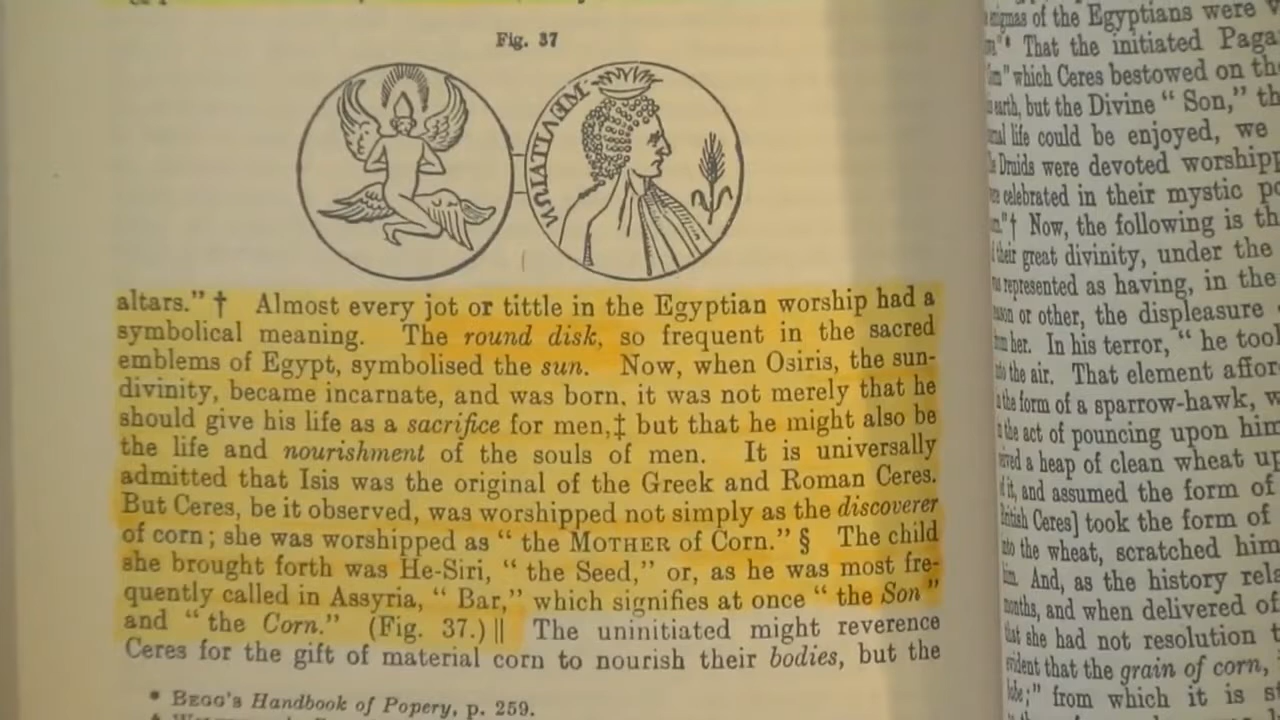 Fig. 37
altars." † Almost every jot or tittle in the Egyptian worship had a
symbolical meaning. The round disk, so frequent in the sacred
emblems of Egypt, symbolised the sun. Now, when Osiris, the sun-
divinity, became incarnate, and was born, it was not merely that he
should give his life as a sacrifice for men,‡ but that he might also be
the life and nourishment of the souls of men. It is universally
admitted that Isis was the original of the Greek and Roman Ceres.
But Ceres, be it observed, was worshipped not simply as the discoverer
of corn; she was worshipped as "the MOTHER of Corn." § The child
she brought forth was He-Siri, "the Seed," or, as he was most fre-
quently called in Assyria, "Bar," which signifies at once "the Son"
and "the Corn." (Fig. 37.) || The uninitiated might reverence
Ceres for the gift of material corn to nourish their bodies, but the
* BEGG'S Handbook of Popery, p. 259.
enigmas of the Egyptians were
"* That the initiated
" which Ceres bestowed on
earth, but the Divine "Son,"
life could be enjoyed, we
Druids were devoted
celebrated in their mystic
"† Now, the following is
their great divinity, under the
represented as having, in the
or other, the displeasure
her. In his terror, "he
the air. That element
the form of a sparrow-hawk,
the act of pouncing upon
a heap of clean wheat
it, and assumed the form of
British Ceres] took the form of
into the wheat, scratched
him. And, as the history
months, and when delivered of
that she had not resolution
evident that the grain of corn,
" from which it is